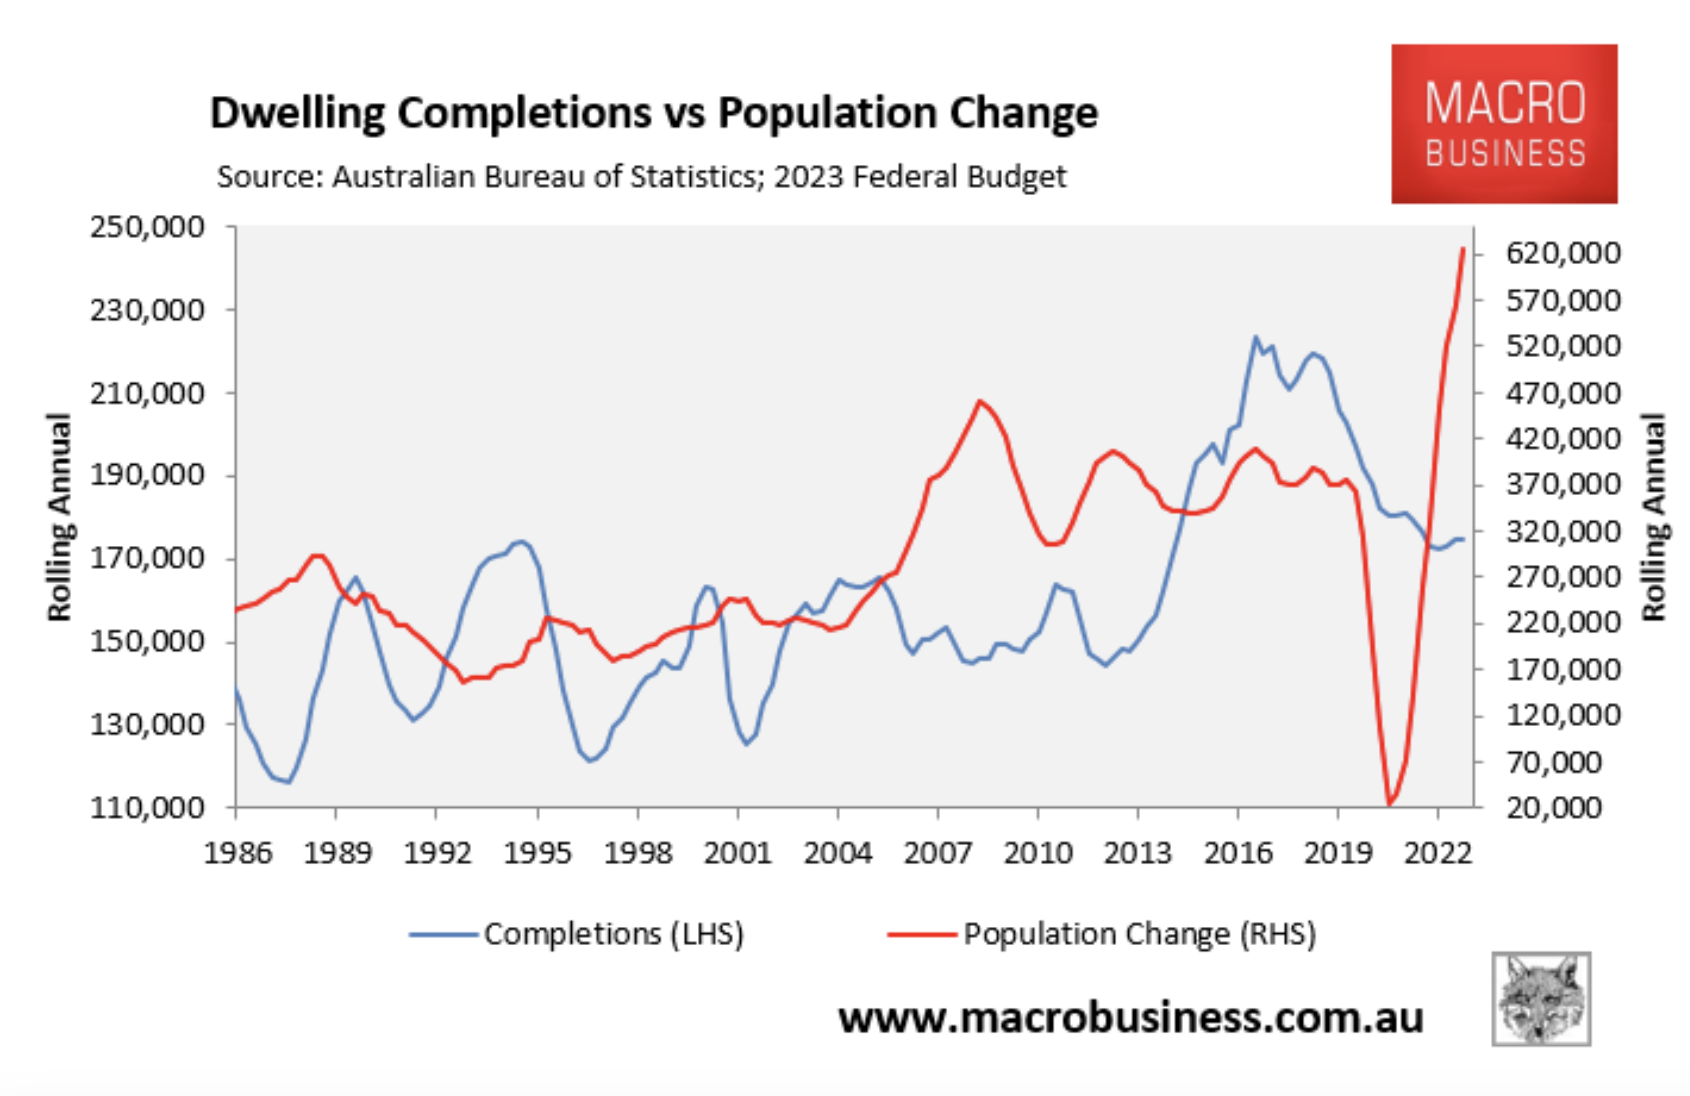 MACRO
BUSINESS
Dwelling Completions vs Population Change
Source: Australian Bureau of Statistics; 2023 Federal Budget
Rolling Annual
250,000
230,000
210,000
190,000
170,000
150,000
130,000
110,000
620,000
570,000
520,000
470,000
420,000
370,000
320,000
270,000
220,000
170,000
120,000
70,000
20,000
Rolling Annual
1986 1989 1992 1995 1998 2001 2004 2007 2010 2013 2016 2019 2022
Completions (LHS) Population Change (RHS)
www.macrobusiness.com.au